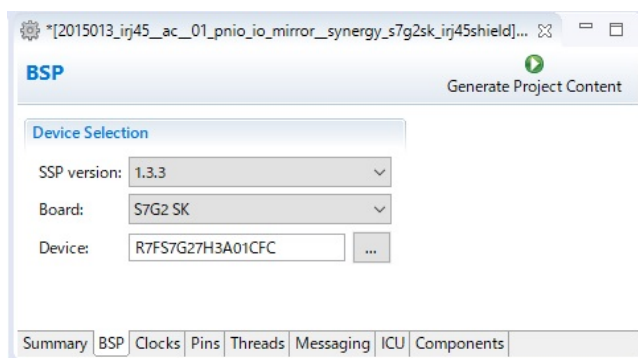 *[2015013_irj45__ac__01_pnio_io_mirror__synergy_s7g2sk_irj45shield]...
BSP
Generate Project Content
Device Selection
SSP version: 1.3.3
Board: S7G2 SK
Device: R7FS7G27H3A01CFC ...
Summary BSP Clocks Pins Threads Messaging ICU Components